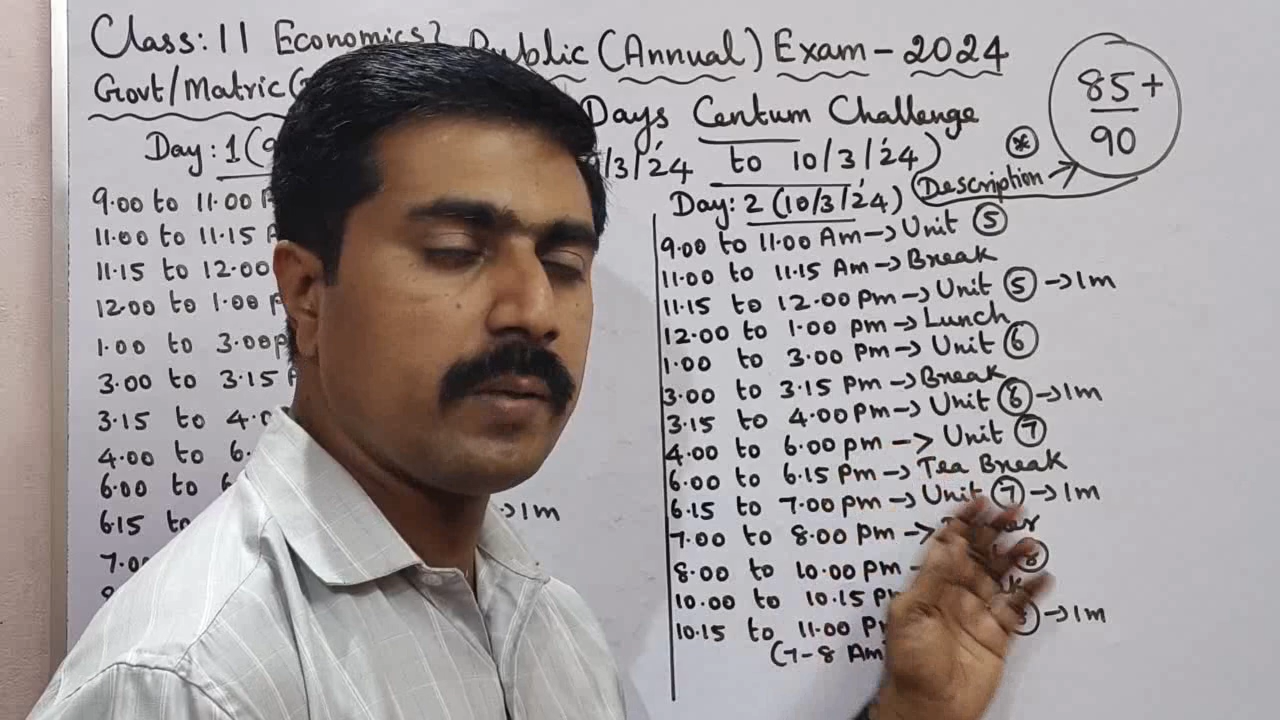 Class: 11 Economics? Public (Annual) Exam - 2024
Govt/Matric
Days Centum Challenge
85+
90
/3/24 to 10/3/24)
*
Description →
Day: 1 (9
9.00 to 11.00 A
11.00 to 11.15 A
11.15 to 12.00
12.00 to 1.00 p
1.00 to 3.00 p
3.00 to 3.15
3.15 to 4.0
4.00 to 6.
6.00 to 6
6.15 to → 1m
7.00
Day: 2 (10/3/24)
9.00 to 11.00 Am → Unit 5
11.00 to 11.15 Am → Break
11.15 to 12.00 pm → Unit 5 → 1m
12.00 to 1.00 pm → Lunch
1.00 to 3.00 pm → Unit 6
3.00 to 3.15 pm → Break
3.15 to 4.00 pm → Unit 6 → 1m
4.00 to 6.00 pm → Unit 7
6.00 to 6.15 pm → Tea Break
6.15 to 7.00 pm → Unit 7 → 1m
7.00 to 8.00 pm →
8.00 to 10.00 pm → 8
10.00 to 10.15 p
10.15 to 11.00 p → 1m
(7-8 Am